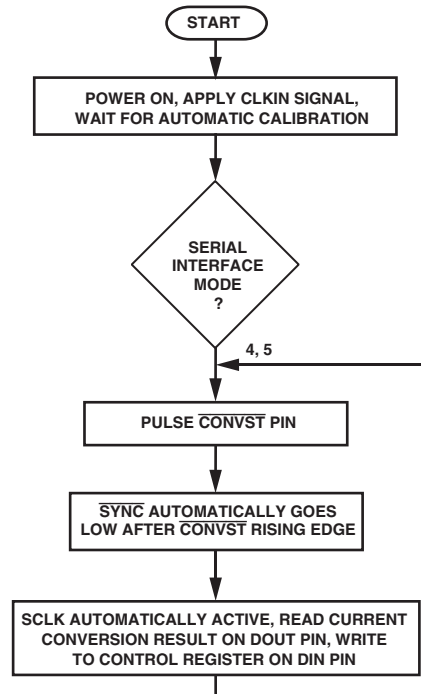 START
POWER ON, APPLY CLKIN SIGNAL,
WAIT FOR AUTOMATIC CALIBRATION
SERIAL
INTERFACE
MODE
?
4, 5
PULSE CONVST PIN
SYNC AUTOMATICALLY GOES
LOW AFTER CONVST RISING EDGE
SCLK AUTOMATICALLY ACTIVE, READ CURRENT
CONVERSION RESULT ON DOUT PIN, WRITE
TO CONTROL REGISTER ON DIN PIN